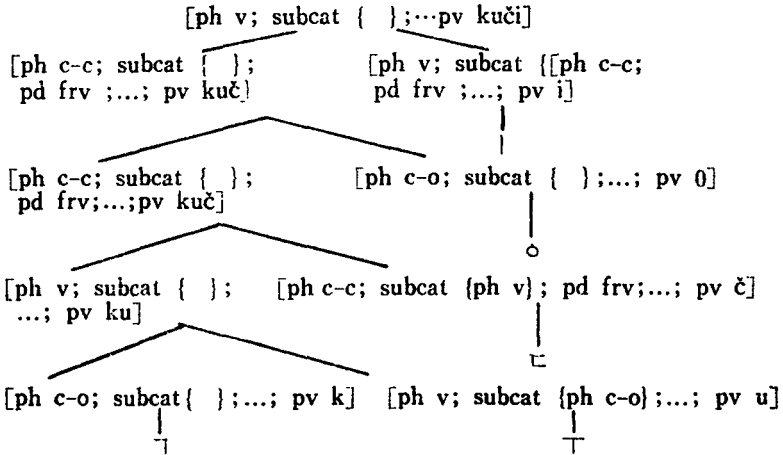 [ph v; subcat { };…pv kuči]
[ph c-c; subcat { }; [ph v; subcat {[ph c-c;
pd frv ;...; pv kuč] pd frv ;...; pv i]
ㅣ
[ph c-c; subcat { }; [ph c-o; subcat { };...; pv 0]
pd frv;...;pv kuč]
ㅇ
[ph v; subcat { }; [ph c-c; subcat {ph v}; pd frv;...; pv č]
...; pv ku]
ㄷ
[ph c-o; subcat{ };...; pv k] [ph v; subcat {ph c-o};...; pv u]
ㄱ ㅜ